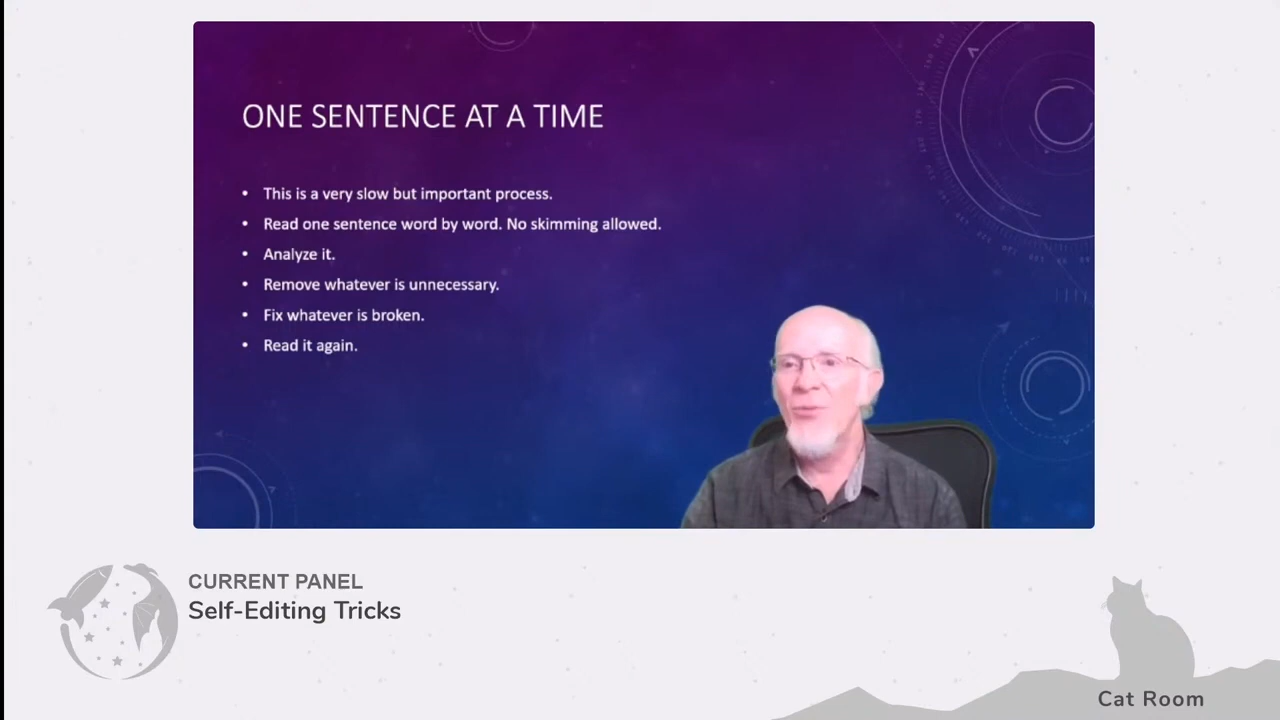 ONE SENTENCE AT A TIME
• This is a very slow but important process.
• Read one sentence word by word. No skimming allowed.
• Analyze it.
• Remove whatever is unnecessary.
• Fix whatever is broken.
• Read it again.
CURRENT PANEL
Self-Editing Tricks
Cat Room